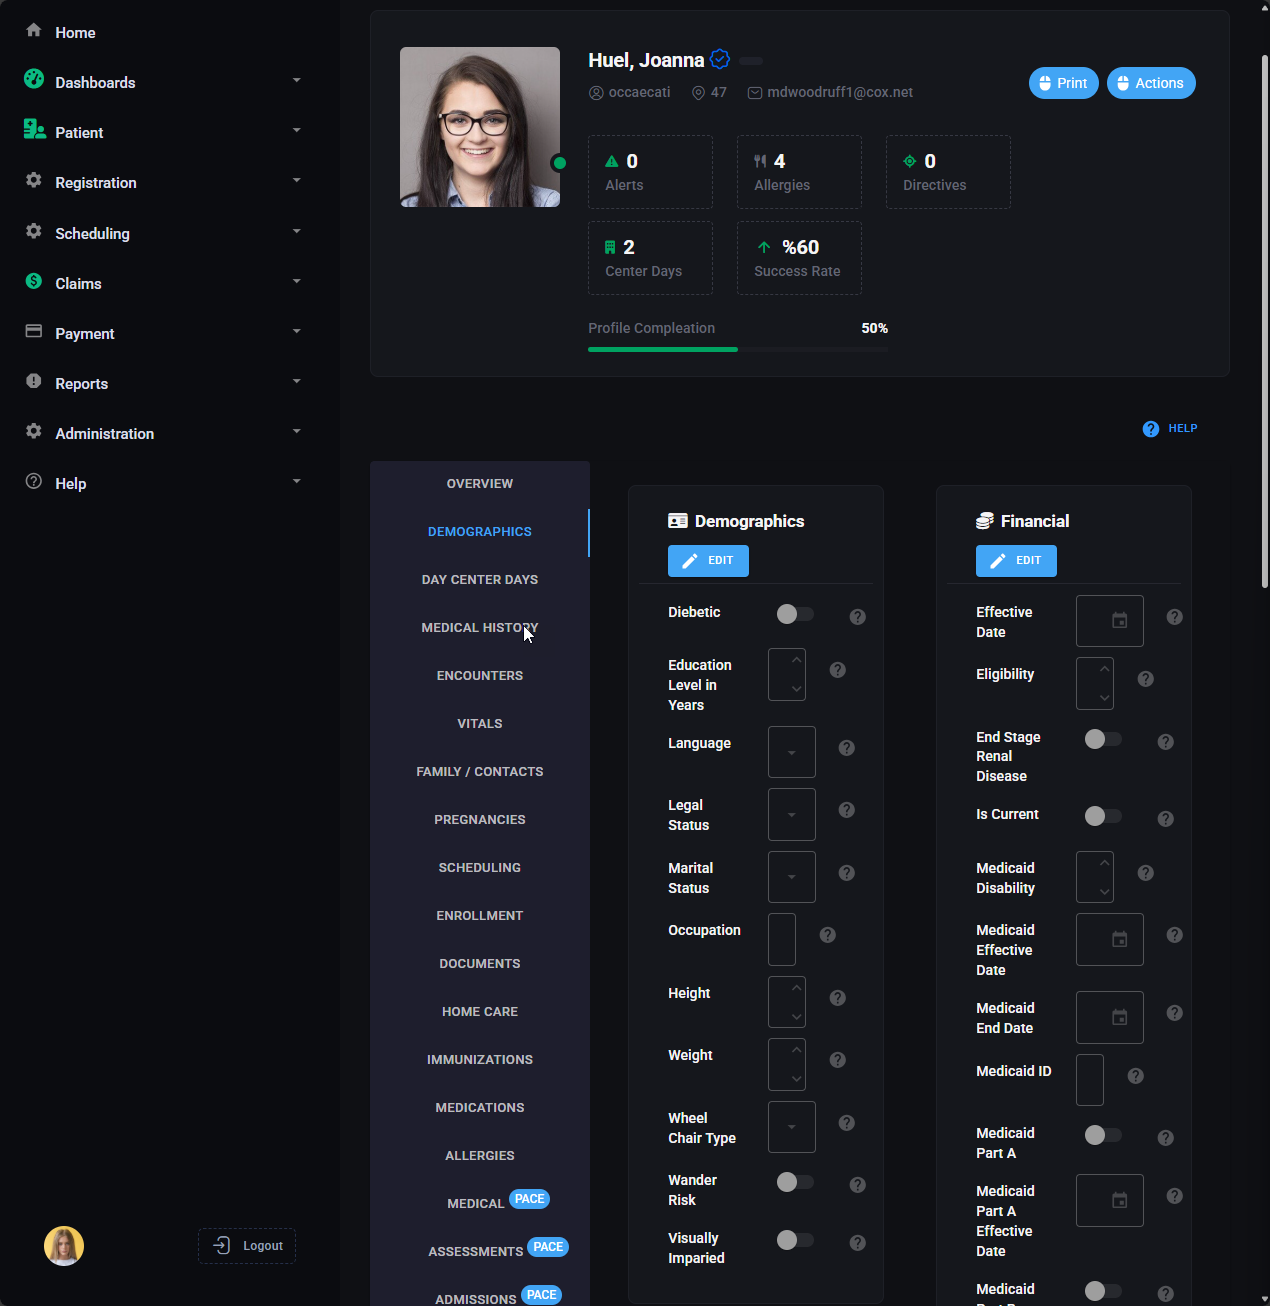 Home
Dashboards
Patient
Registration
Scheduling
Claims
Payment
Reports
Administration
Help
Logout
Huel, Joanna
occaecati 47 mdwoodruff1@cox.net
Print Actions
0
Alerts
4
Allergies
0
Directives
2
Center Days
%60
Success Rate
Profile Compleation 50%
HELP
OVERVIEW
DEMOGRAPHICS
DAY CENTER DAYS
MEDICAL HISTORY
ENCOUNTERS
VITALS
FAMILY / CONTACTS
PREGNANCIES
SCHEDULING
ENROLLMENT
DOCUMENTS
HOME CARE
IMMUNIZATIONS
MEDICATIONS
ALLERGIES
MEDICAL PACE
ASSESSMENTS PACE
ADMISSIONS PACE
Demographics
EDIT
Diebetic
Education
Level in
Years
Language
Legal
Status
Marital
Status
Occupation
Height
Weight
Wheel
Chair Type
Wander
Risk
Visually
Imparied
Financial
EDIT
Effective
Date
Eligibility
End Stage
Renal
Disease
Is Current
Medicaid
Disability
Medicaid
Effective
Date
Medicaid
End Date
Medicaid ID
Medicaid
Part A
Medicaid
Part A
Effective
Date
Medicaid